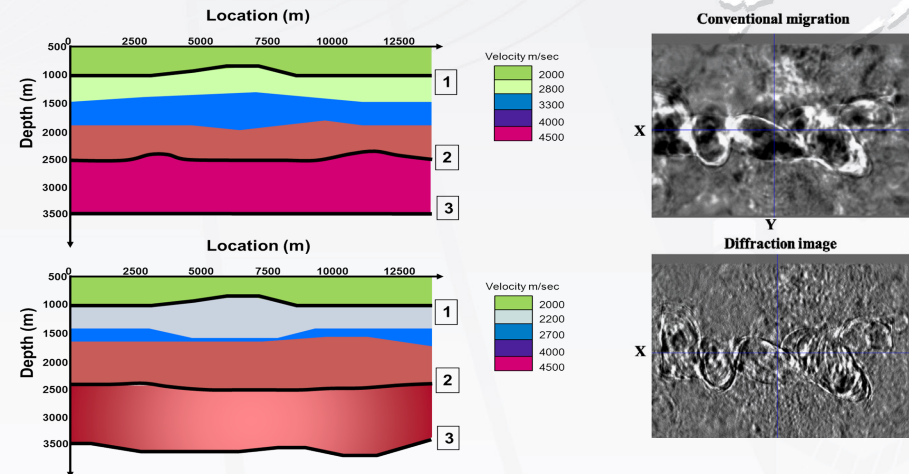 Location (m)
0 2500 5000 7500 10000 12500
Depth (m)
500
1000
1500
2000
2500
3000
3500
1
2
3
Velocity m/sec
2000
2800
3300
4000
4500
Location (m)
0 2500 5000 7500 10000 12500
Depth (m)
500
1000
1500
2000
2500
3000
3500
1
2
3
Velocity m/sec
2000
2200
2700
4000
4500
Conventional migration
X
Y
Diffraction image
X